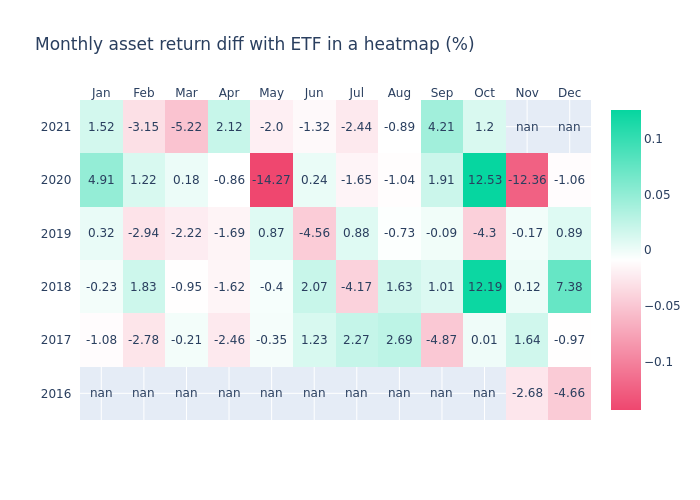 Monthly asset return diff with ETF in a heatmap (%)
Jan Feb Mar Apr May Jun Jul Aug Sep Oct Nov Dec
2021 1.52 -3.15 -5.22 2.12 -2.0 -1.32 -2.44 -0.89 4.21 1.2 nan nan
2020 4.91 1.22 0.18 -0.86 -14.27 0.24 -1.65 -1.04 1.91 12.53 -12.36 -1.06
2019 0.32 -2.94 -2.22 -1.69 0.87 -4.56 0.88 -0.73 -0.09 -4.3 -0.17 0.89
2018 -0.23 1.83 -0.95 -1.62 -0.4 2.07 -4.17 1.63 1.01 12.19 0.12 7.38
2017 -1.08 -2.78 -0.21 -2.46 -0.35 1.23 2.27 2.69 -4.87 0.01 1.64 -0.97
2016 nan nan nan nan nan nan nan nan nan nan -2.68 -4.66
0.1
0.05
0
−0.05
−0.1